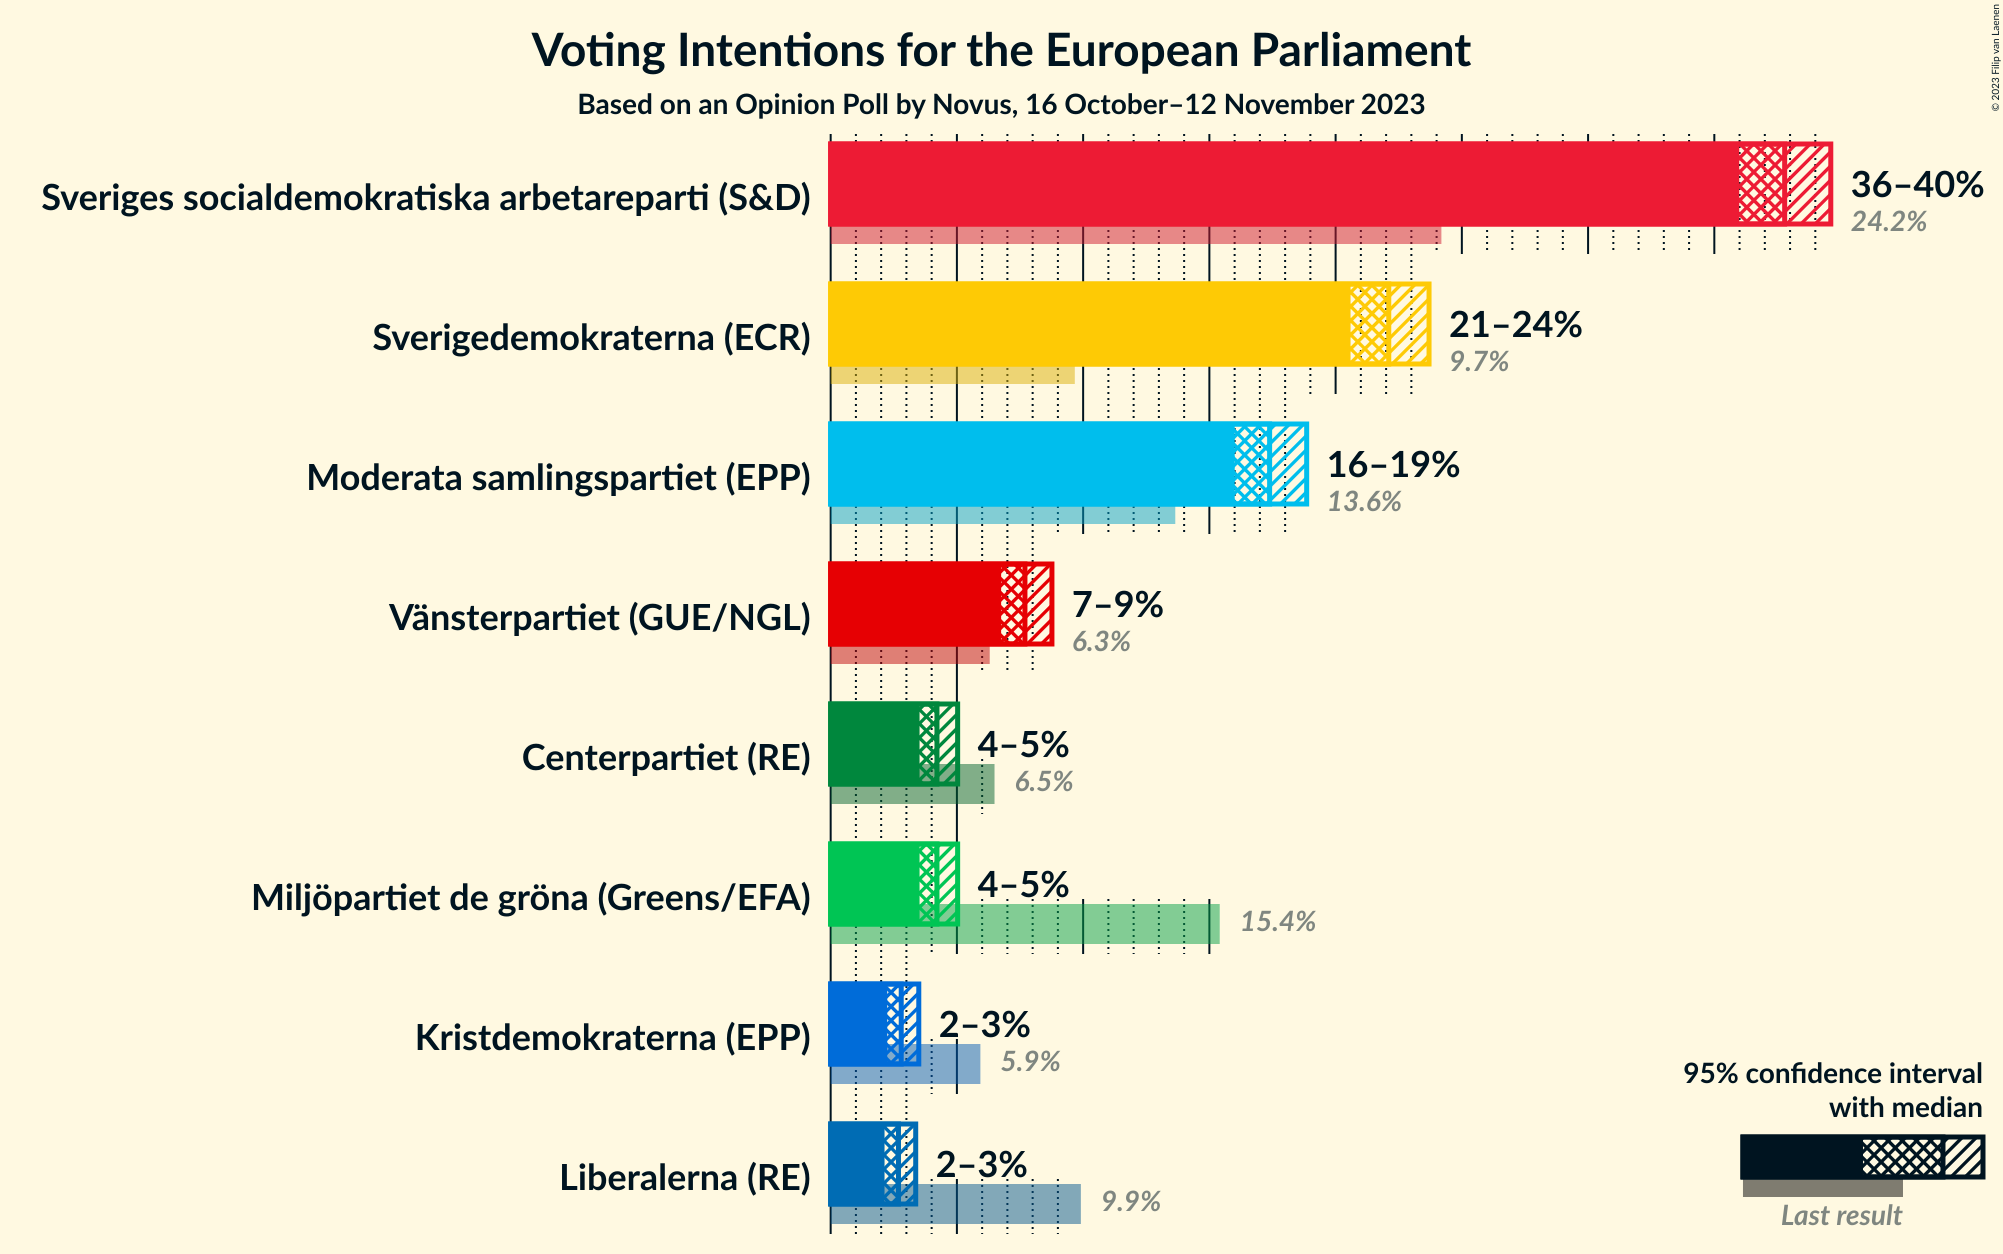 Voting Intentions for the European Parliament
Based on an Opinion Poll by Novus, 16 October–12 November 2023
© 2023 Filip van Laenen
Sveriges socialdemokratiska arbetareparti (S&D)
36–40%
24.2%
Sverigedemokraterna (ECR)
21–24%
9.7%
Moderata samlingspartiet (EPP)
16–19%
13.6%
Vänsterpartiet (GUE/NGL)
7–9%
6.3%
Centerpartiet (RE)
4–5%
6.5%
Miljöpartiet de gröna (Greens/EFA)
4–5%
15.4%
Kristdemokraterna (EPP)
2–3%
5.9%
Liberalerna (RE)
2–3%
9.9%
95% confidence interval
with median
Last result